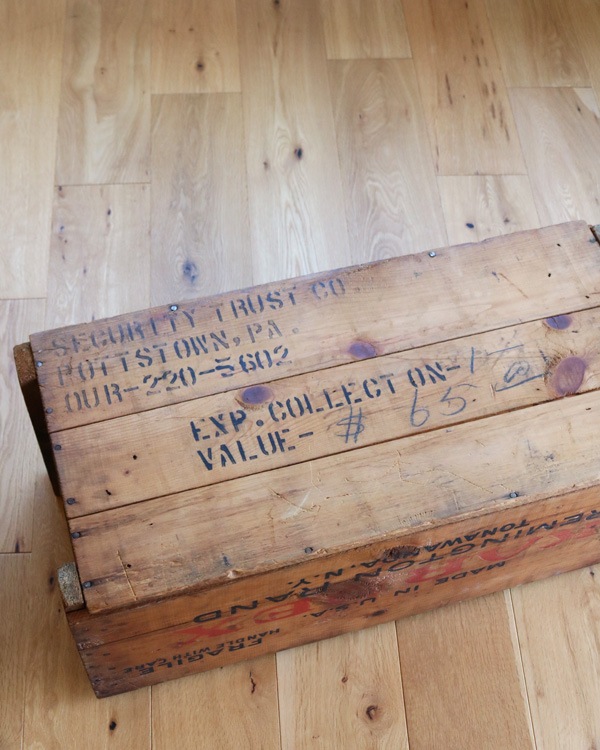 SECURITY TRUST CO
POTTSTOWN, PA.
OUR-220-5602
EXP. COLLECT ON-
VALUE- $ 65.
REMINGTON RAND
TONAWANDA N.Y.
MADE IN U.S.A.
FRAGILE
HANDLE WITH CARE